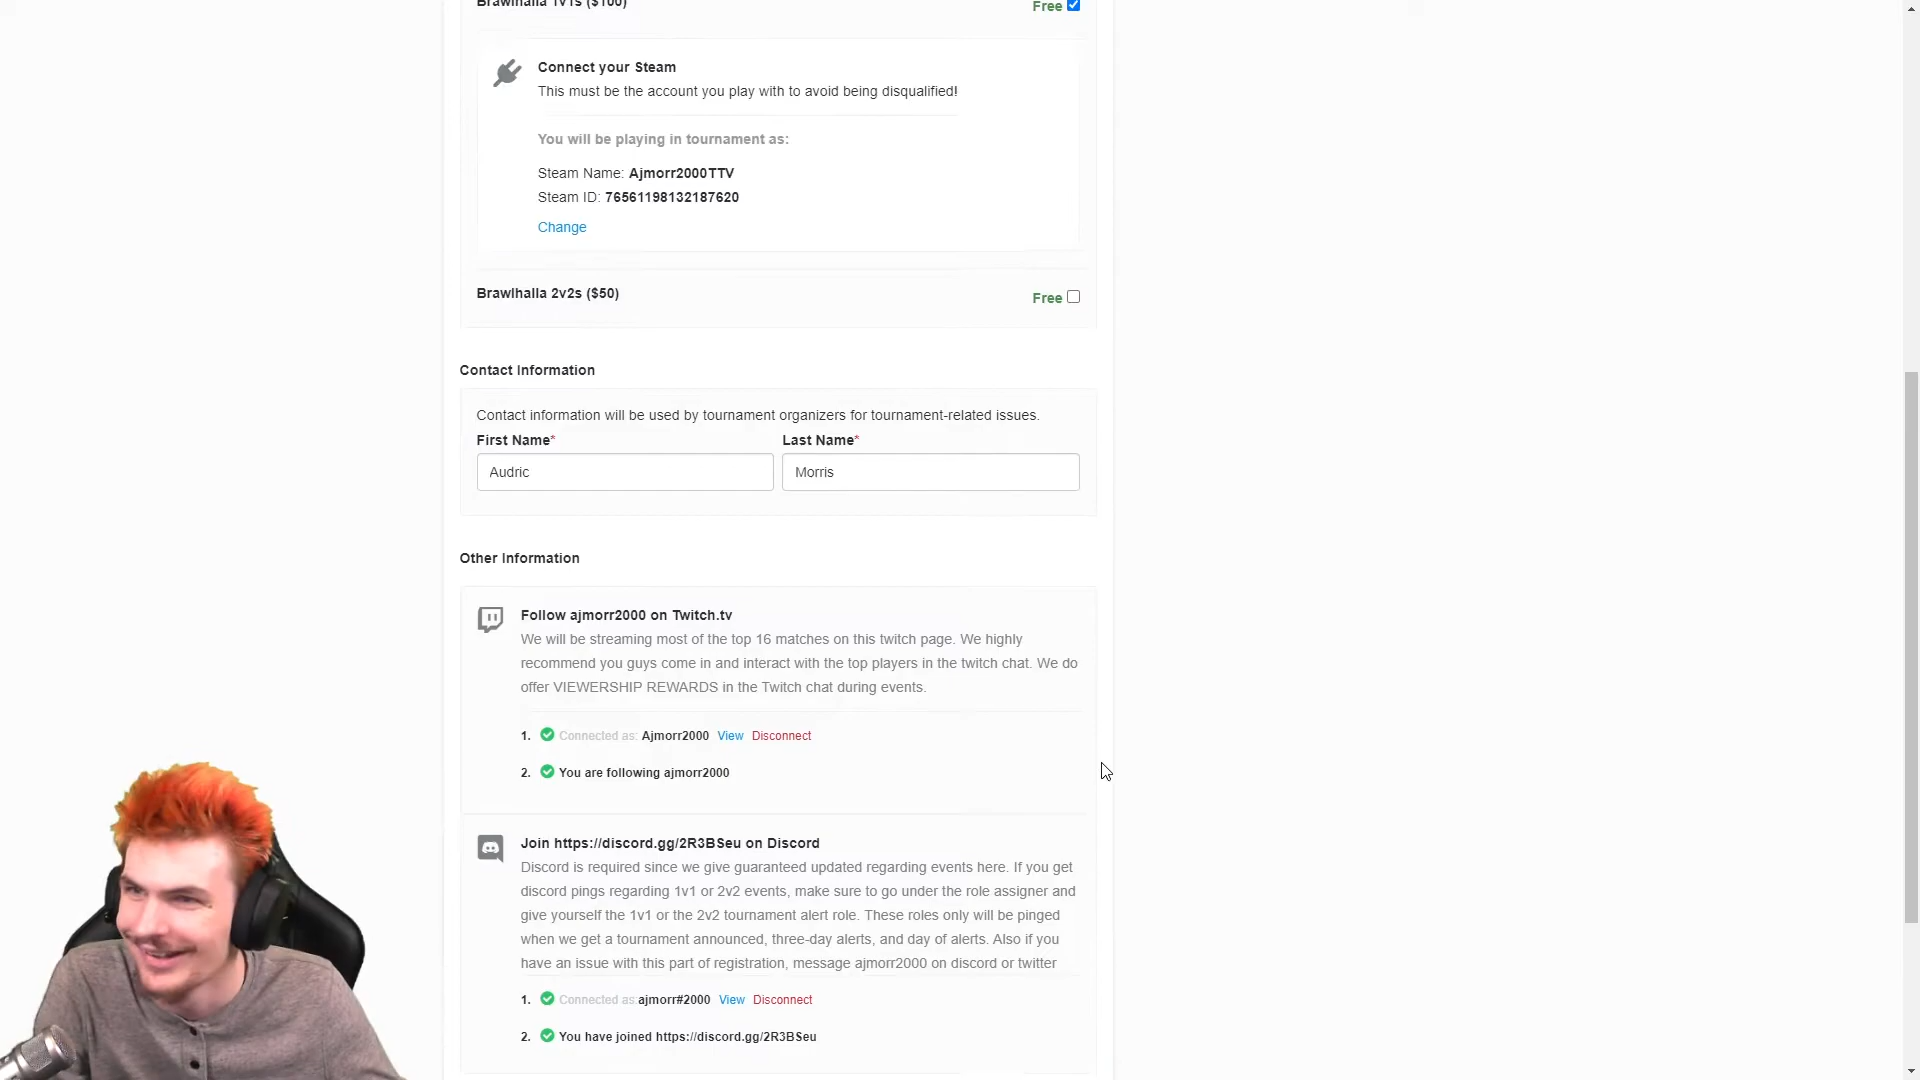 Brawlhalla 1v1s ($100)
Free
Connect your Steam
This must be the account you play with to avoid being disqualified!
You will be playing in tournament as:
Steam Name: Ajmorr2000TTV
Steam ID: 76561198132187620
Change
Brawlhalla 2v2s ($50)
Free
Contact Information
Contact information will be used by tournament organizers for tournament-related issues.
First Name* Last Name*
Audric Morris
Other Information
Follow ajmorr2000 on Twitch.tv
We will be streaming most of the top 16 matches on this twitch page. We highly
recommend you guys come in and interact with the top players in the twitch chat. We do
offer VIEWERSHIP REWARDS in the Twitch chat during events.
1. Connected as: Ajmorr2000 View Disconnect
2. You are following ajmorr2000
Join https://discord.gg/2R3BSeu on Discord
Discord is required since we give guaranteed updated regarding events here. If you get
discord pings regarding 1v1 or 2v2 events, make sure to go under the role assigner and
give yourself the 1v1 or the 2v2 tournament alert role. These roles only will be pinged
when we get a tournament announced, three-day alerts, and day of alerts. Also if you
have an issue with this part of registration, message ajmorr2000 on discord or twitter
1. Connected as ajmorr#2000 View Disconnect
2. You have joined https://discord.gg/2R3BSeu